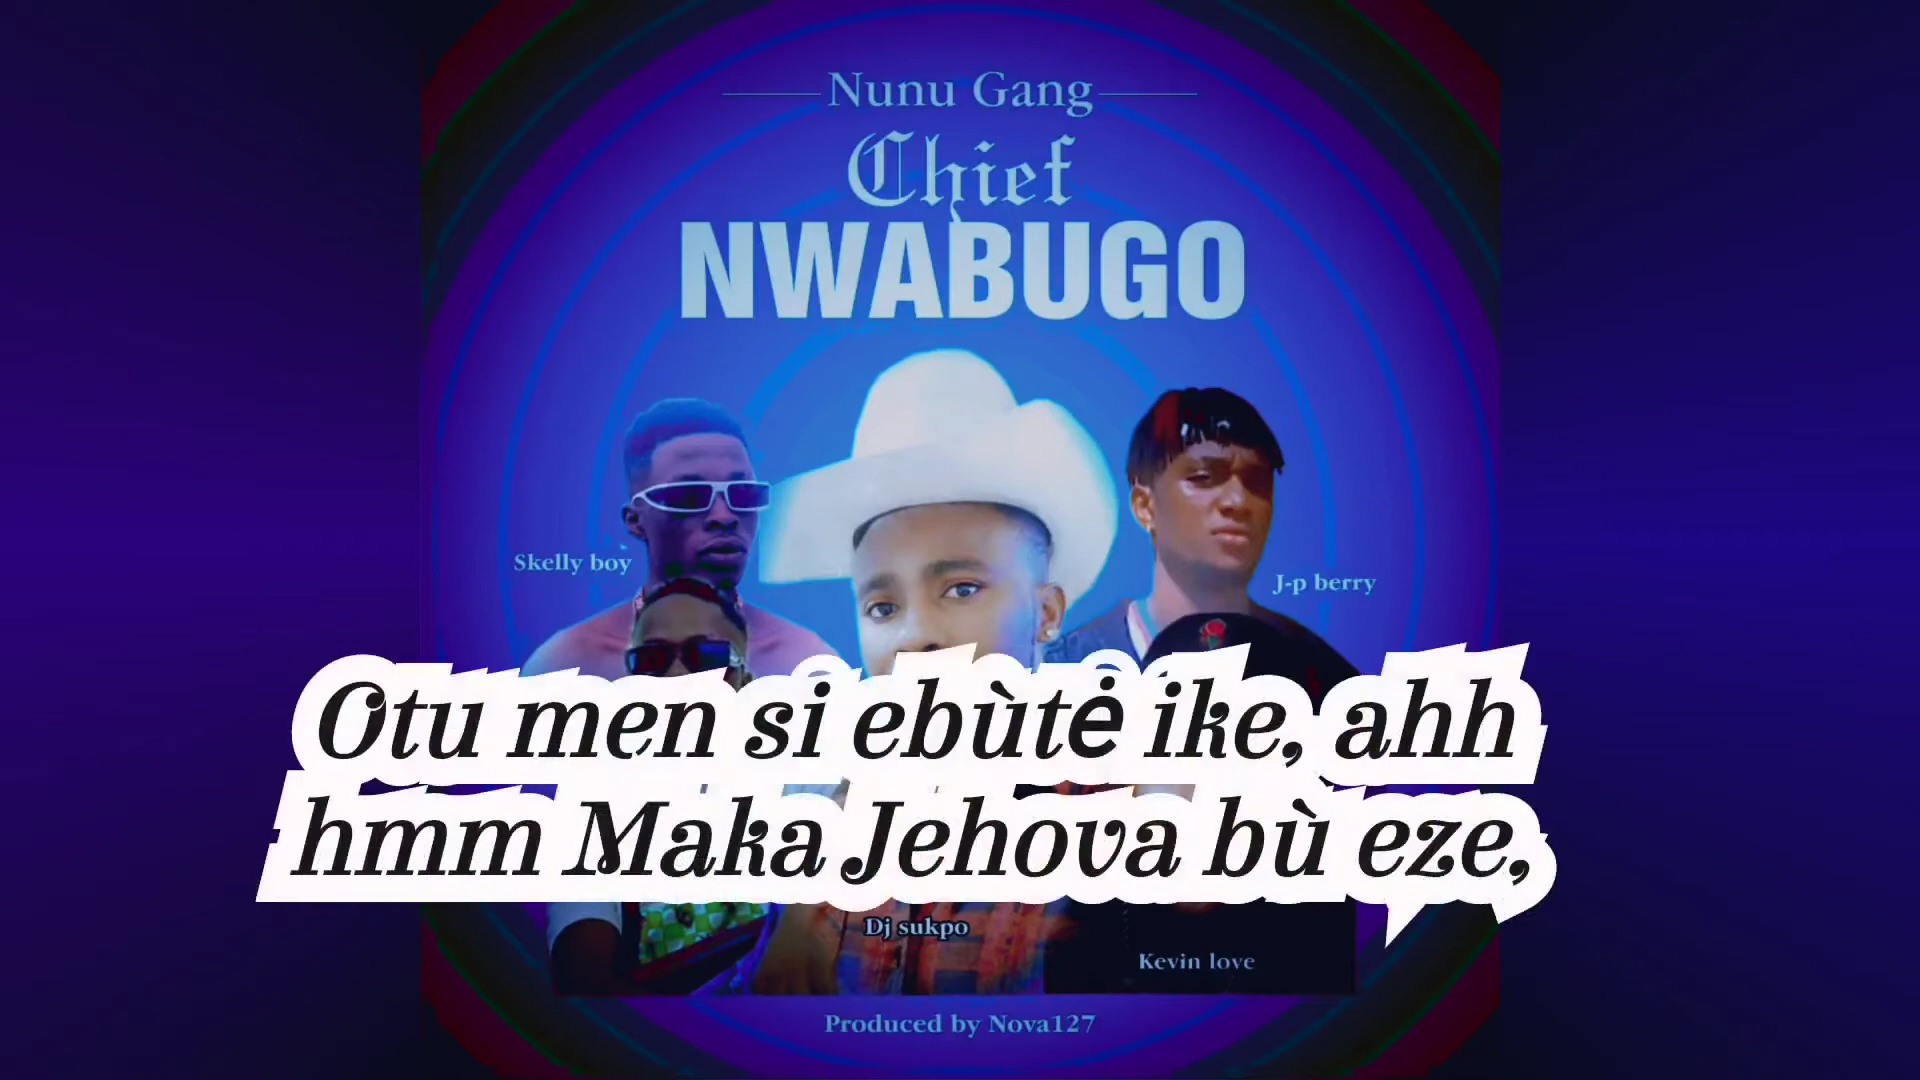 Nunu Gang
Chief
NWABUGO
Skelly boy
J-p berry
Otu men si ebùtė ike, ahh
hmm Maka Jehova bù eze,
Dj sukpo
Kevin love
Produced by Nova127